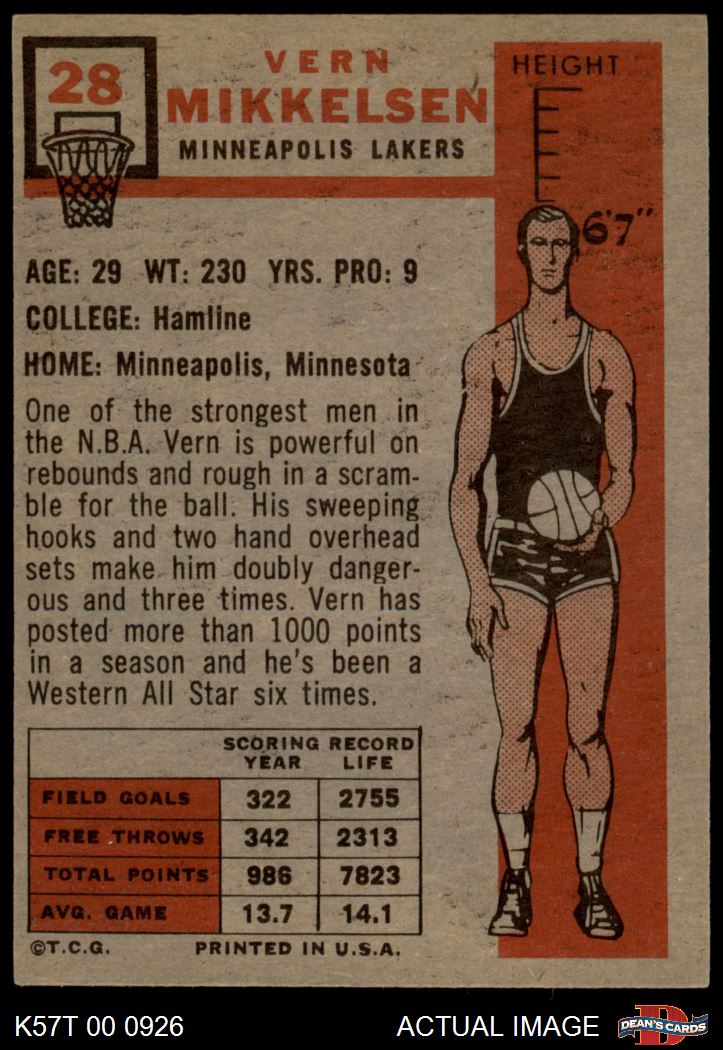 28
VERN
MIKKELSEN
MINNEAPOLIS LAKERS
HEIGHT
6'7"
AGE: 29 WT: 230 YRS. PRO: 9
COLLEGE: Hamline
HOME: Minneapolis, Minnesota
One of the strongest men in
the N.B.A. Vern is powerful on
rebounds and rough in a scram-
ble for the ball. His sweeping
hooks and two hand overhead
sets make him doubly danger-
ous and three times. Vern has
posted more than 1000 points
in a season and he's been a
Western All Star six times.
SCORING RECORD
YEAR LIFE
FIELD GOALS 322 2755
FREE THROWS 342 2313
TOTAL POINTS 986 7823
AVG. GAME 13.7 14.1
©T.C.G. PRINTED IN U.S.A.
K57T 00 0926 ACTUAL IMAGE D DEAN'S CARDS